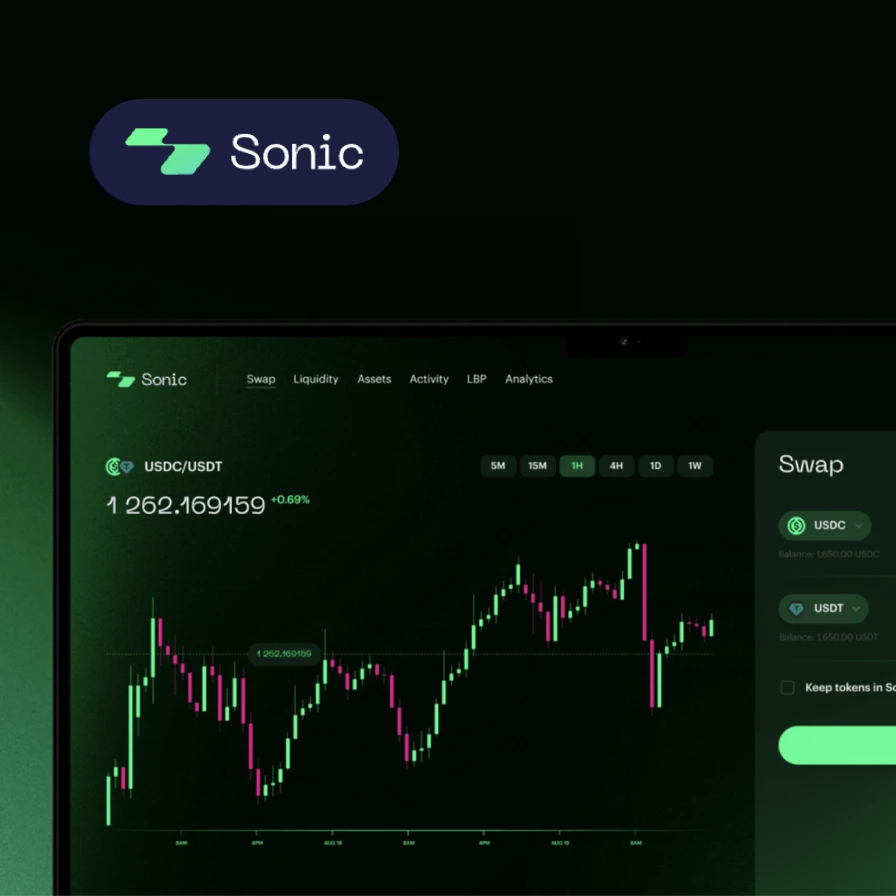 Sonic
Sonic Swap Liquidity Assets Activity LBP Analytics
USDC/USDT 5M 15M 1H 4H 1D 1W
1 262.169159 +0.69%
1 262.169159
8AM 4PM AUG 18 8AM 4PM AUG 19 8AM
Swap
USDC
Balance: 1,650.00 USDC
USDT
Balance: 1,650.00 USDT
Keep tokens in So